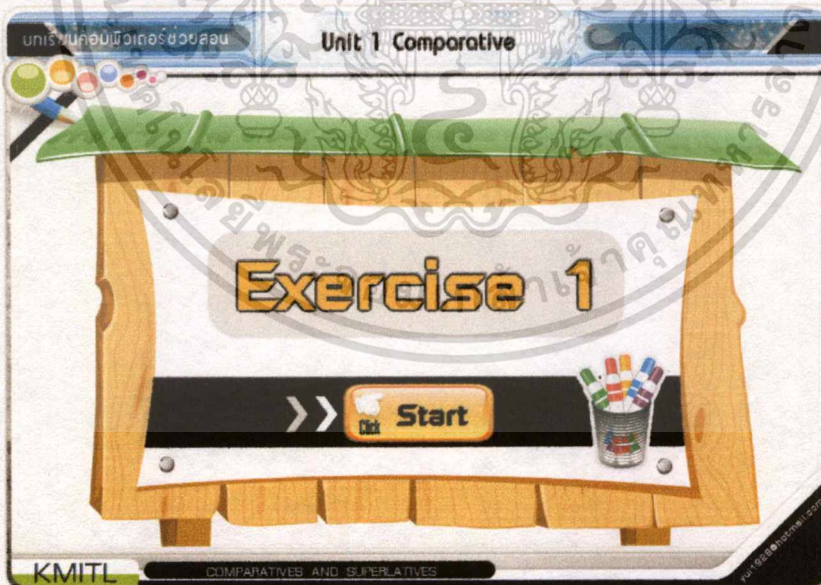 บทเรียนคอมพิวเตอร์ช่วยสอน
Unit 1 Comparative
Exercise 1
Click
Start
KMITL
COMPARATIVES AND SUPERLATIVES